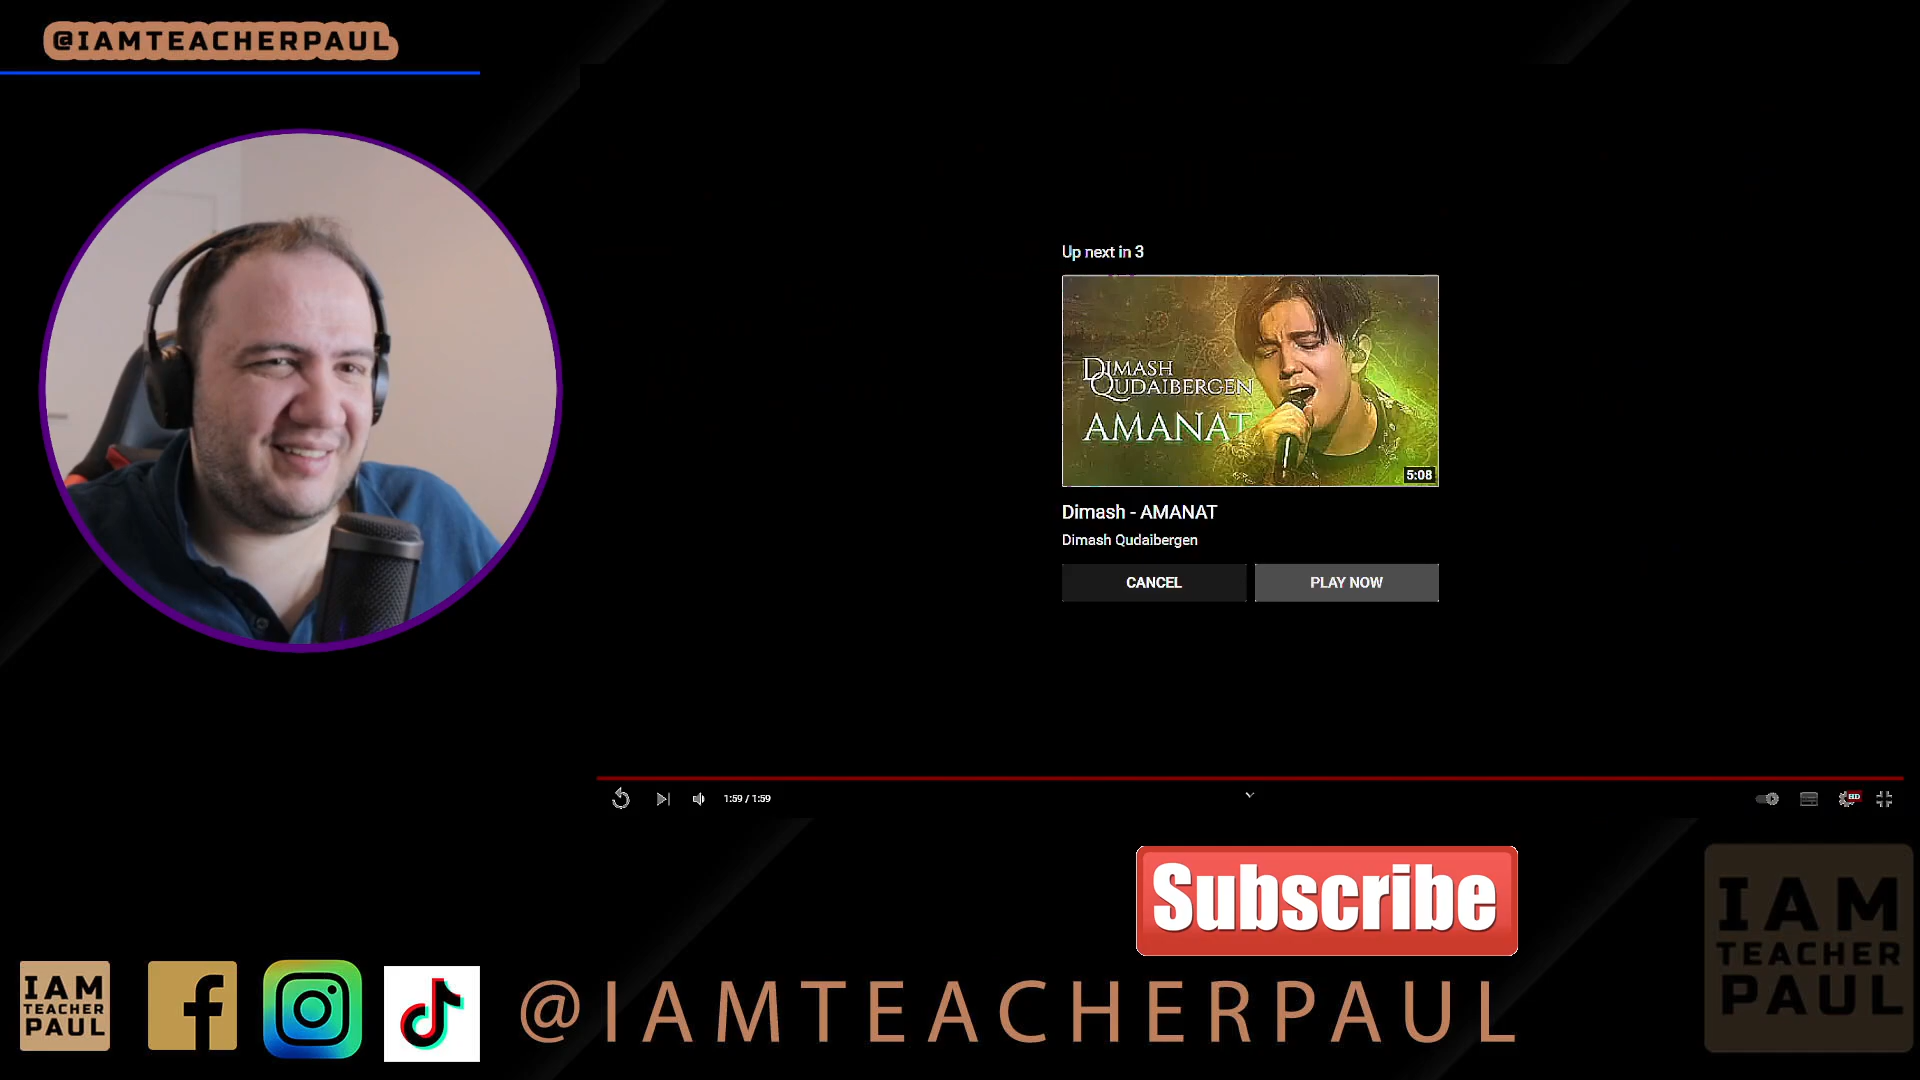 @IAMTEACHERPAUL
Up next in 3
DIMASH
QUDAIBERGEN
AMANAT
5:08
Dimash - AMANAT
Dimash Qudaibergen
CANCEL
PLAY NOW
1:59 / 1:59
HD
Subscribe
IAM
TEACHER
PAUL
IAM
TEACHER
PAUL
@IAMTEACHERPAUL